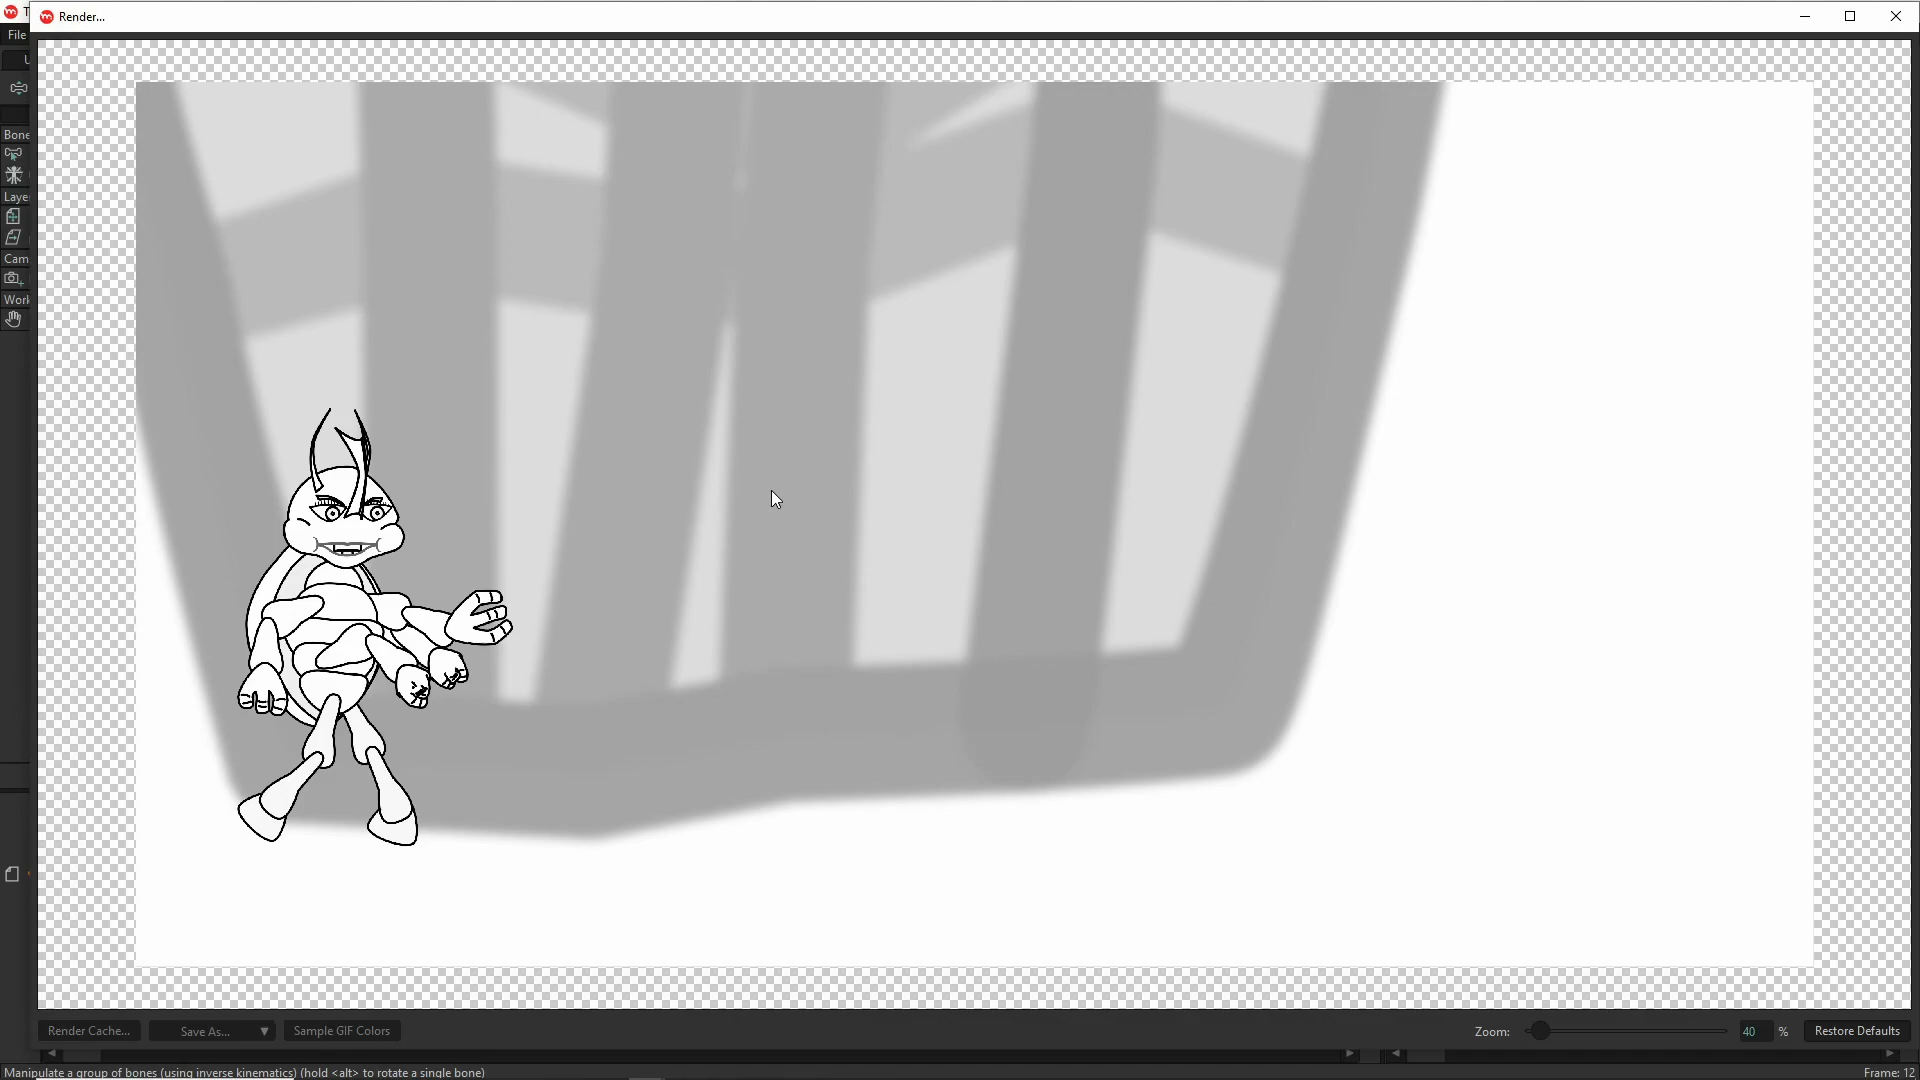 Render...
File
Bone
Laye
Cam
Work
Render Cache...
Save As...
Sample GIF Colors
Zoom:
40
%
Restore Defaults
Manipulate a group of bones (using inverse kinematics) (hold <alt> to rotate a single bone)
Frame: 12